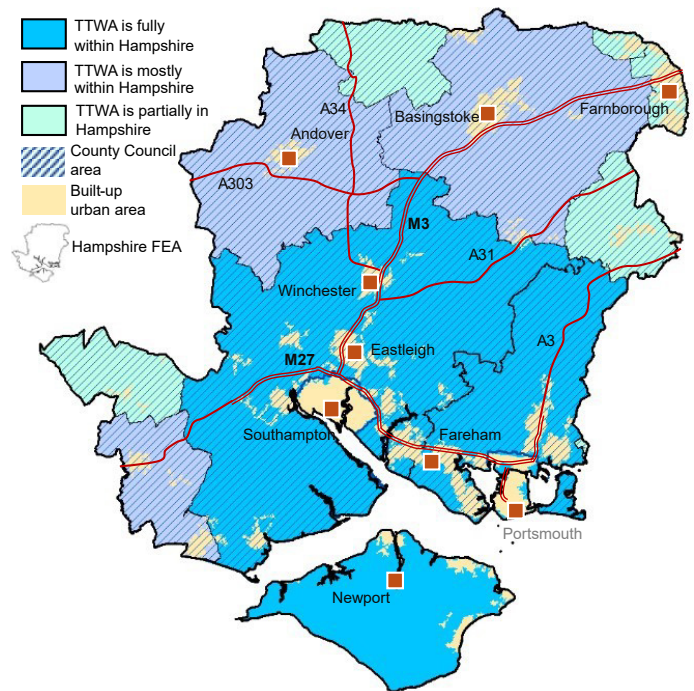 TTWA is fully
within Hampshire
TTWA is mostly
within Hampshire
TTWA is partially in
Hampshire
County Council
area
Built-up
urban area
Hampshire FEA
A34
Andover
Basingstoke
Farnborough
A303
M3
A31
Winchester
A3
M27
Eastleigh
Southampton
Fareham
Portsmouth
Newport